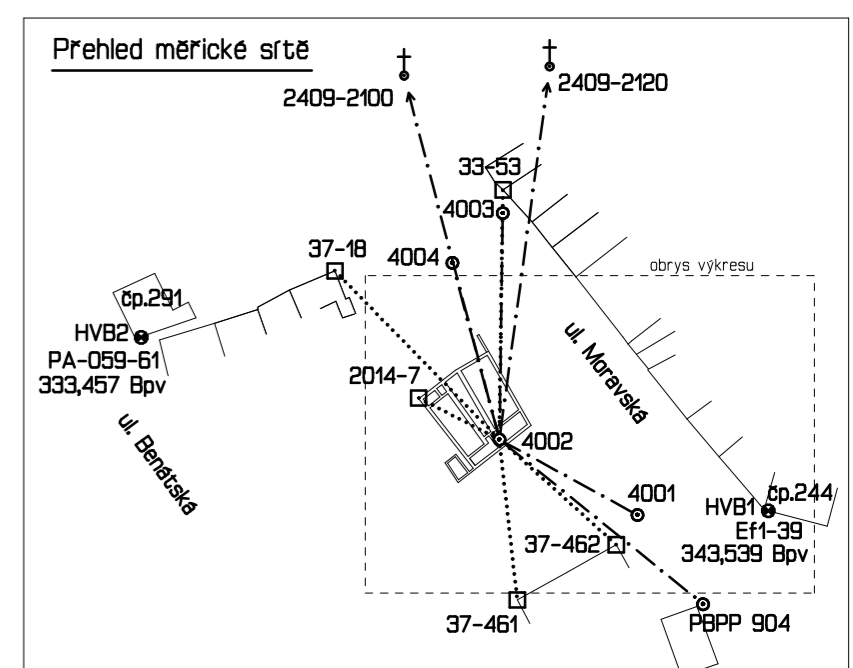 Přehled měřické sítě
2409-2100
2409-2120
33-53
4003
37-18
4004
obrys výkresu
čp.291
HVB2
PA-059-61
333,457 Bpv
ul. Moravská
2014-7
ul. Benátská
4002
4001
čp.244
HVB1
Ef1-39
343,539 Bpv
37-462
37-461
PBPP 904